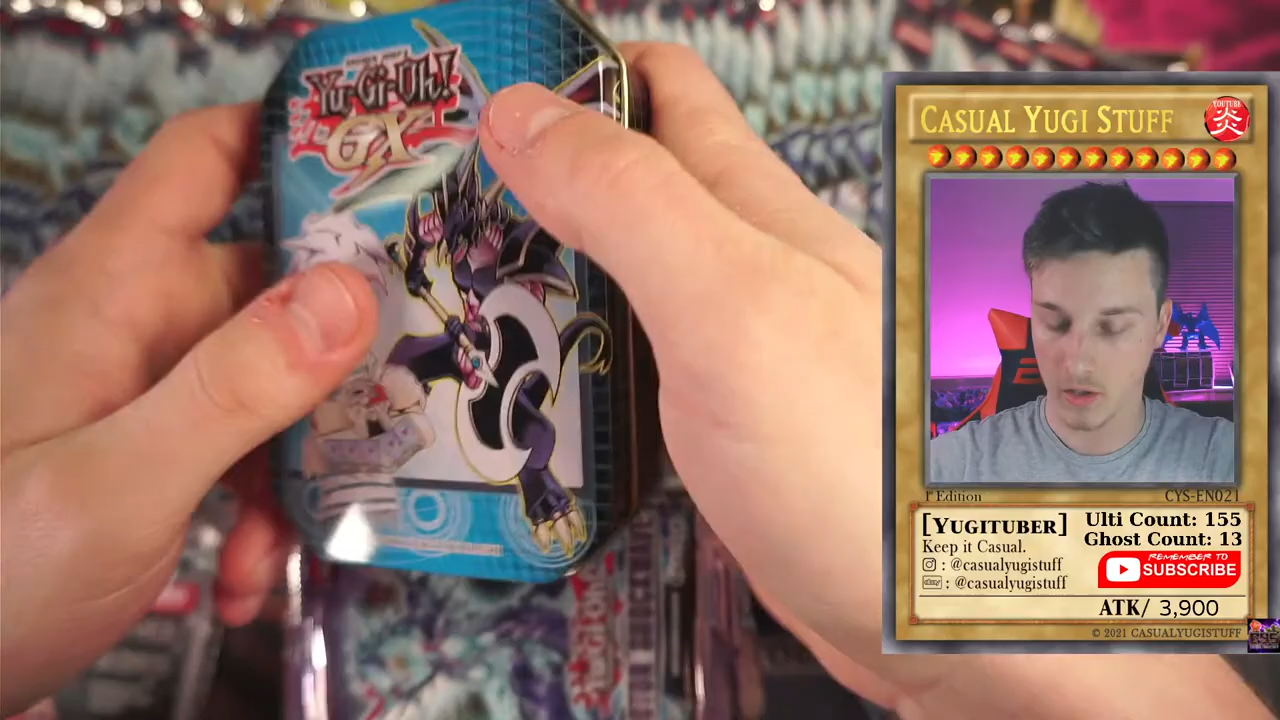 Yu-Gi-Oh!
GX
CASUAL YUGI STUFF
YOUTUBE
炎
1st Edition
CYS-EN021
[YUGITUBER]
Keep it Casual.
: @casualyugistuff
: @casualyugistuff
Ulti Count: 155
Ghost Count: 13
REMEMBER TO
SUBSCRIBE
ATK/ 3,900
© 2021 CASUALYUGISTUFF